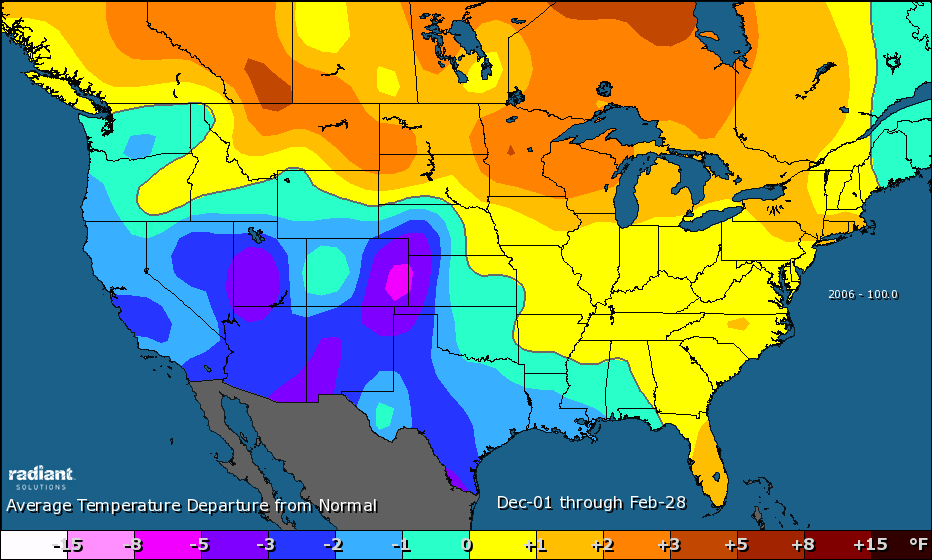 2006 - 100.0
radiant
SOLUTIONS
Average Temperature Departure from Normal
Dec-01 through Feb-28
-15 -8 -5 -3 -2 -1 0 +1 +2 +3 +5 +8 +15 °F